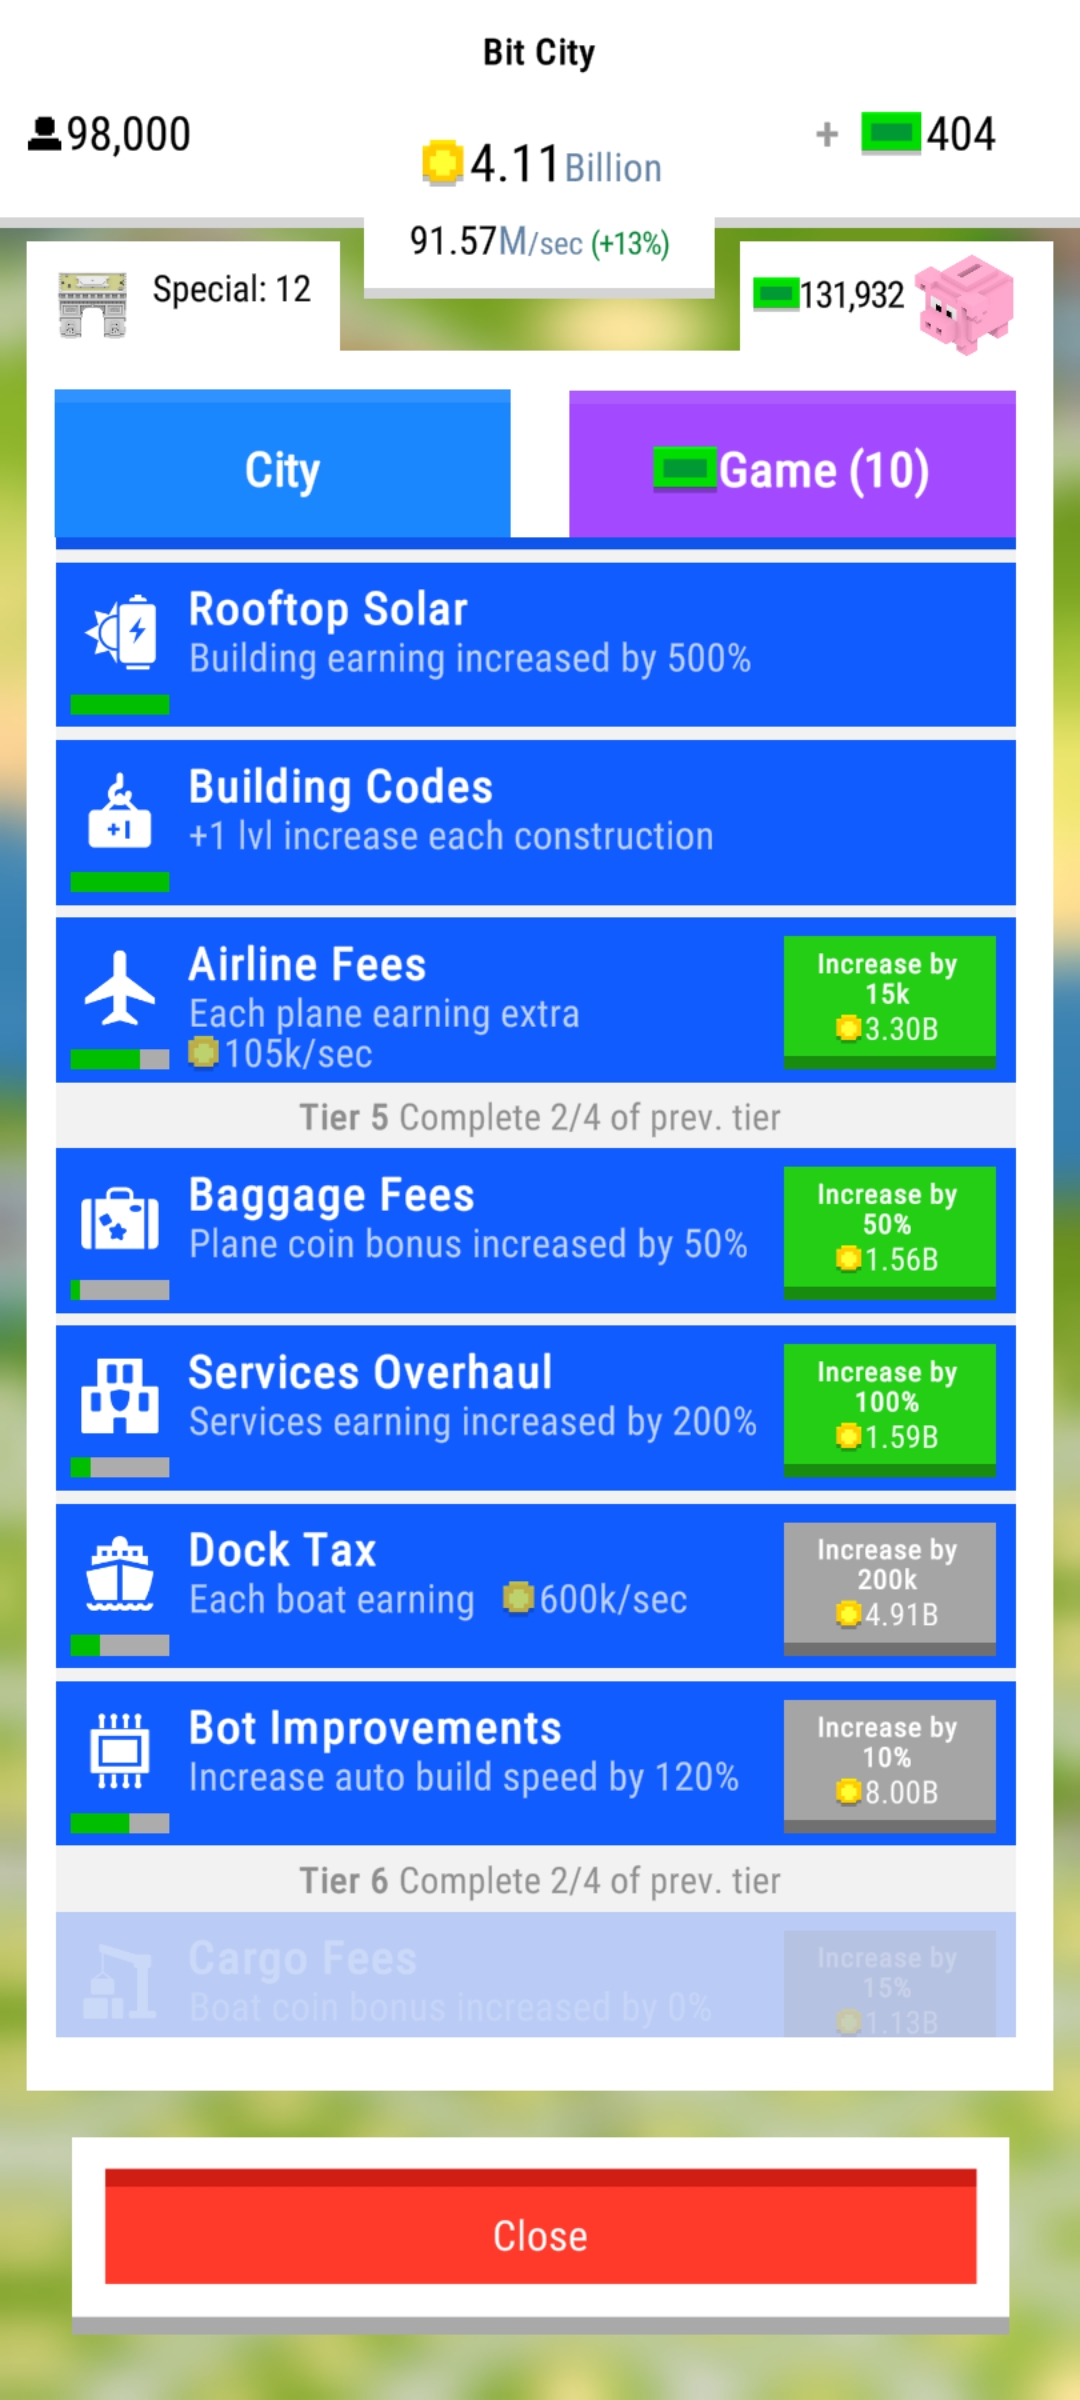 Bit City
98,000
4.11Billion
+ 404
91.57M/sec (+13%)
Special: 12
131,932
City
Game (10)
Rooftop Solar
Building earning increased by 500%
Building Codes
+1 lvl increase each construction
Airline Fees
Each plane earning extra
105k/sec
Increase by
15k
3.30B
Tier 5 Complete 2/4 of prev. tier
Baggage Fees
Plane coin bonus increased by 50%
Increase by
50%
1.56B
Services Overhaul
Services earning increased by 200%
Increase by
100%
1.59B
Dock Tax
Each boat earning 600k/sec
Increase by
200k
4.91B
Bot Improvements
Increase auto build speed by 120%
Increase by
10%
8.00B
Tier 6 Complete 2/4 of prev. tier
Cargo Fees
Boat coin bonus increased by 0%
Increase by
15%
1.13B
Close